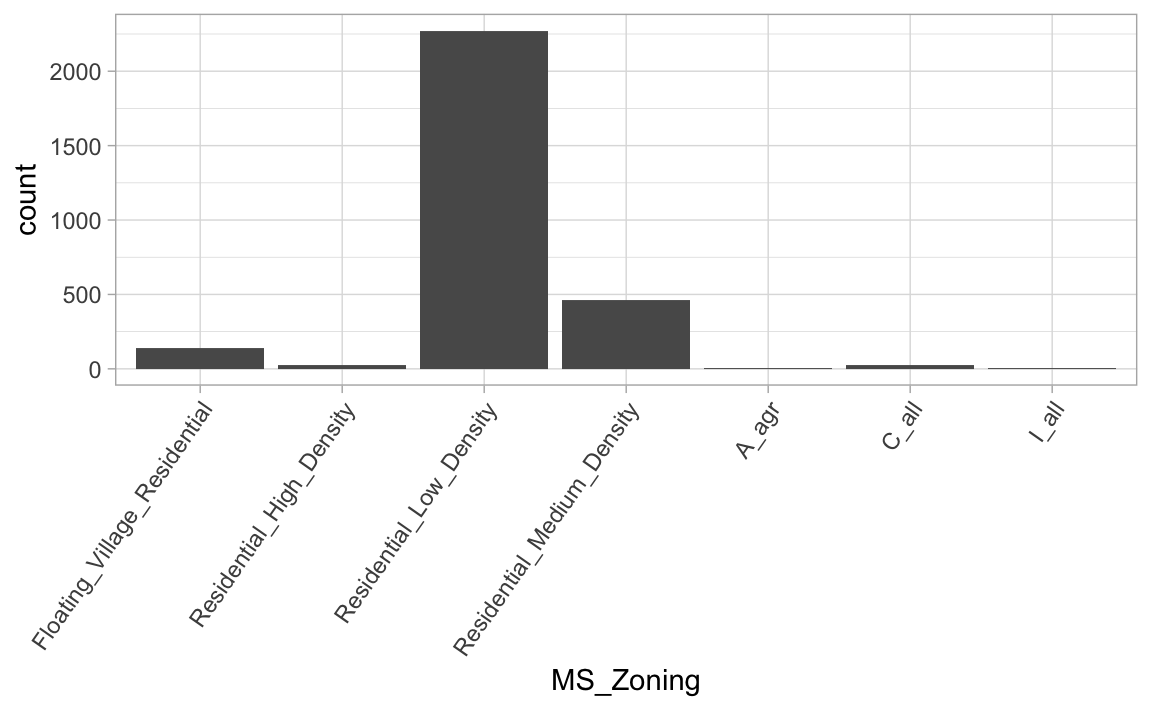 2000
1500
1000
500
0
count
Floating_Village_Residential
Residential_High_Density
Residential_Low_Density
Residential_Medium_Density
A_agr
C_all
I_all
MS_Zoning